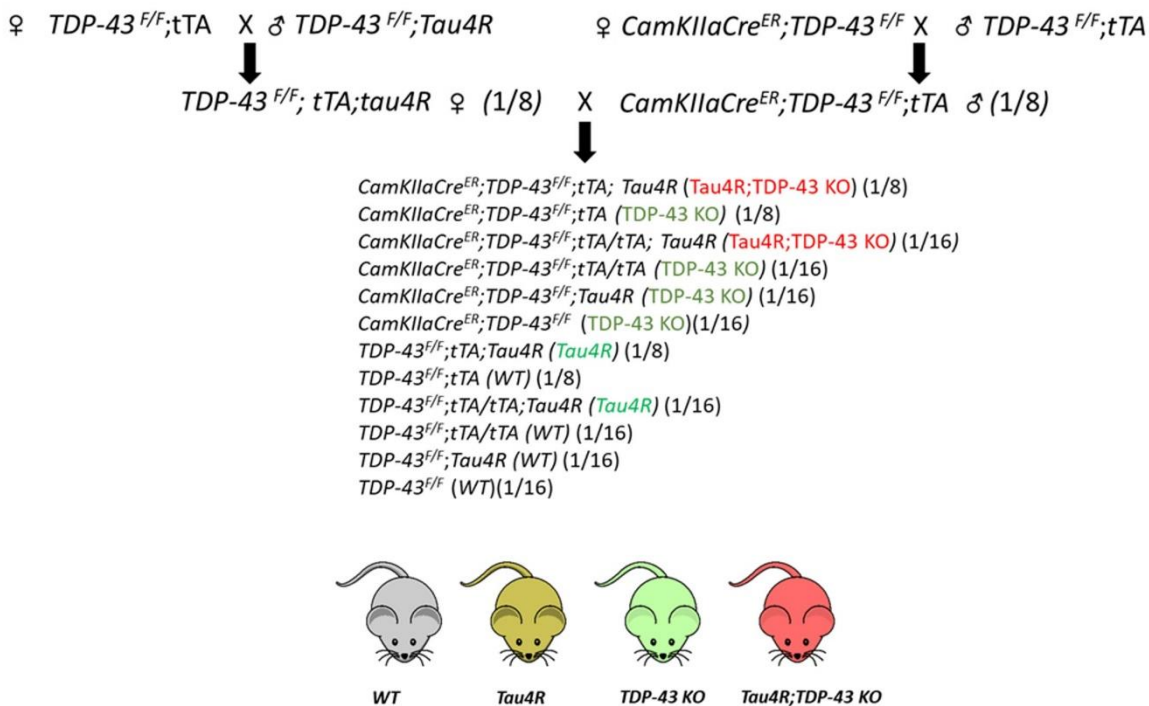 ♀ TDP-43 F/F;tTA X ♂ TDP-43 F/F;Tau4R
♀ CamKIIaCreER;TDP-43 F/F X ♂ TDP-43 F/F;tTA
TDP-43 F/F; tTA;tau4R ♀ (1/8) X CamKIIaCreER;TDP-43 F/F;tTA ♂ (1/8)
CamKIIaCreER;TDP-43F/F;tTA; Tau4R (Tau4R;TDP-43 KO) (1/8)
CamKIIaCreER;TDP-43F/F;tTA (TDP-43 KO) (1/8)
CamKIIaCreER;TDP-43F/F;tTA/tTA; Tau4R (Tau4R;TDP-43 KO) (1/16)
CamKIIaCreER;TDP-43F/F;tTA/tTA (TDP-43 KO) (1/16)
CamKIIaCreER;TDP-43F/F;Tau4R (TDP-43 KO) (1/16)
CamKIIaCreER;TDP-43F/F (TDP-43 KO)(1/16)
TDP-43F/F;tTA;Tau4R (Tau4R) (1/8)
TDP-43F/F;tTA (WT) (1/8)
TDP-43F/F;tTA/tTA;Tau4R (Tau4R) (1/16)
TDP-43F/F;tTA/tTA (WT) (1/16)
TDP-43F/F;Tau4R (WT) (1/16)
TDP-43F/F (WT)(1/16)
WT
Tau4R
TDP-43 KO
Tau4R;TDP-43 KO